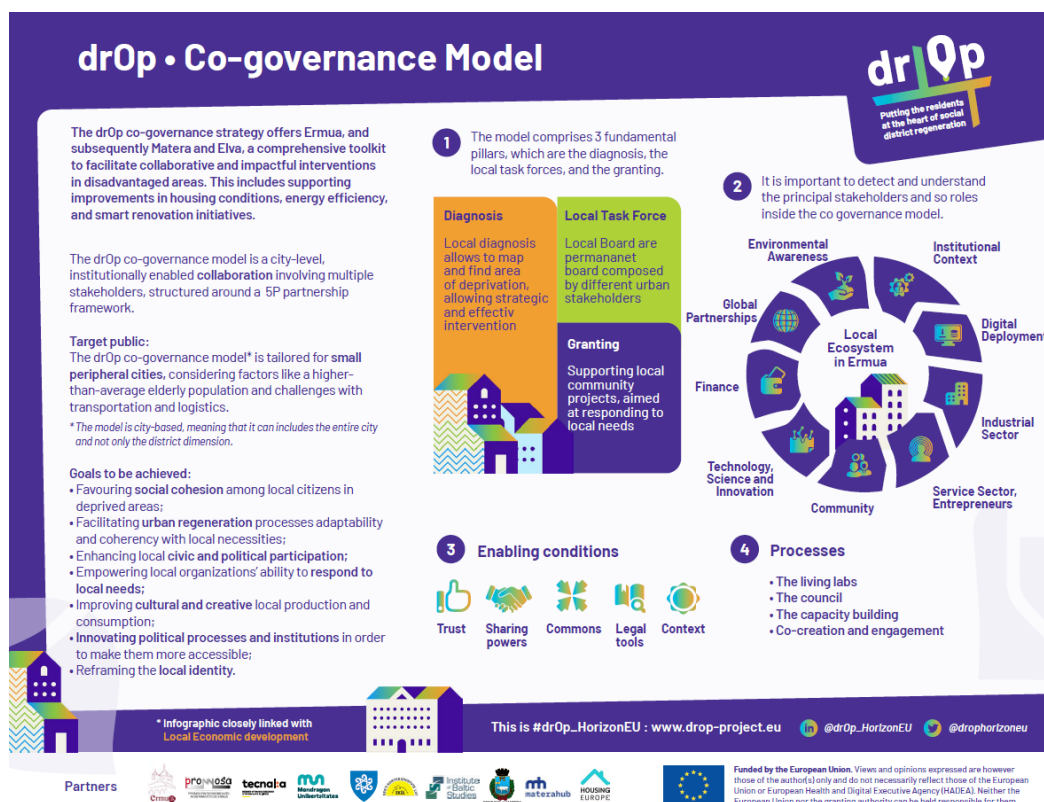 drOp • Co-governance Model
drOp
Putting the residents
at the heart of social
district regeneration
The drOp co-governance strategy offers Ermua, and
subsequently Matera and Elva, a comprehensive toolkit
to facilitate collaborative and impactful interventions
in disadvantaged areas. This includes supporting
improvements in housing conditions, energy efficiency,
and smart renovation initiatives.
The drOp co-governance model is a city-level,
institutionally enabled collaboration involving multiple
stakeholders, structured around a 5P partnership
framework.
Target public:
The drOp co-governance model* is tailored for small
peripheral cities, considering factors like a higher-
than-average elderly population and challenges with
transportation and logistics.
* The model is city-based, meaning that it can includes the entire city
and not only the district dimension.
Goals to be achieved:
• Favouring social cohesion among local citizens in
deprived areas;
• Facilitating urban regeneration processes adaptability
and coherency with local necessities;
• Enhancing local civic and political participation;
• Empowering local organizations' ability to respond to
local needs;
• Improving cultural and creative local production and
consumption;
• Innovating political processes and institutions in order
to make them more accessible;
• Reframing the local identity.
1
The model comprises 3 fundamental
pillars, which are the diagnosis, the
local task forces, and the granting.
Diagnosis
Local diagnosis
allows to map
and find area
of deprivation,
allowing strategic
and effectiv
intervention
Local Task Force
Local Board are
permananet
board composed
by different urban
stakeholders
Granting
Supporting local
community
projects, aimed
at responding to
local needs
2
It is important to detect and understand
the principal stakeholders and so roles
inside the co governance model.
Environmental
Awareness
Institutional
Context
Global
Partnerships
Digital
Deployment
Local
Ecosystem
in Ermua
Finance
Industrial
Sector
Technology,
Science and
Innovation
Community
Service Sector,
Entrepreneurs
3
Enabling conditions
Trust
Sharing
powers
Commons
Legal
tools
Context
4
Processes
• The living labs
• The council
• The capacity building
• Co-creation and engagement
* Infographic closely linked with
Local Economic development
This is #drOp_HorizonEU : www.drop-project.eu
in
@drOp_HorizonEU
@drophorizoneu
Partners
Ermua
tecnalia
Mondragon
Unibertsitatea
Institute
of Baltic
Studies
materahub
HOUSING
EUROPE
Funded by the European Union. Views and opinions expressed are however
those of the author(s) only and do not necessarily reflect those of the European
Union or European Health and Digital Executive Agency (HADEA). Neither the
European Union nor the granting authority can be held responsible for them.